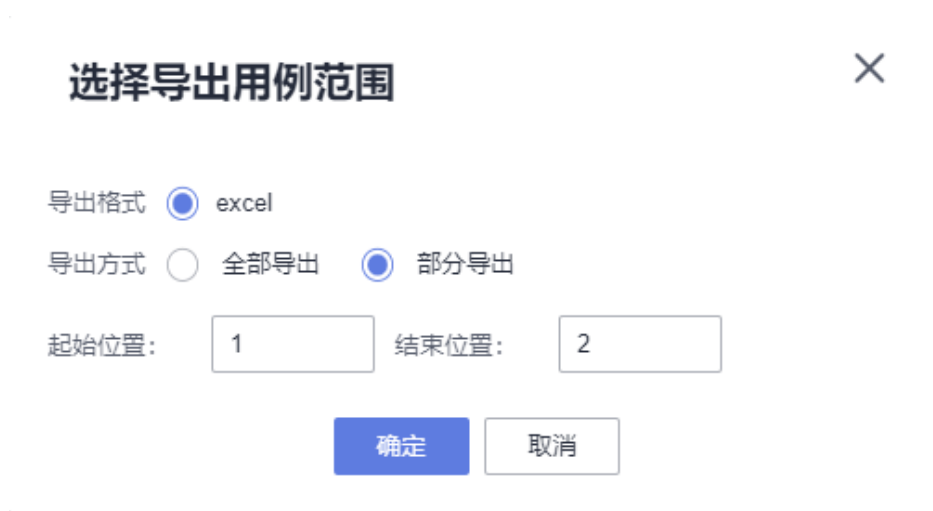 选择导出用例范围
导出格式 excel
导出方式 全部导出 部分导出
起始位置: 1 结束位置: 2
确定 取消